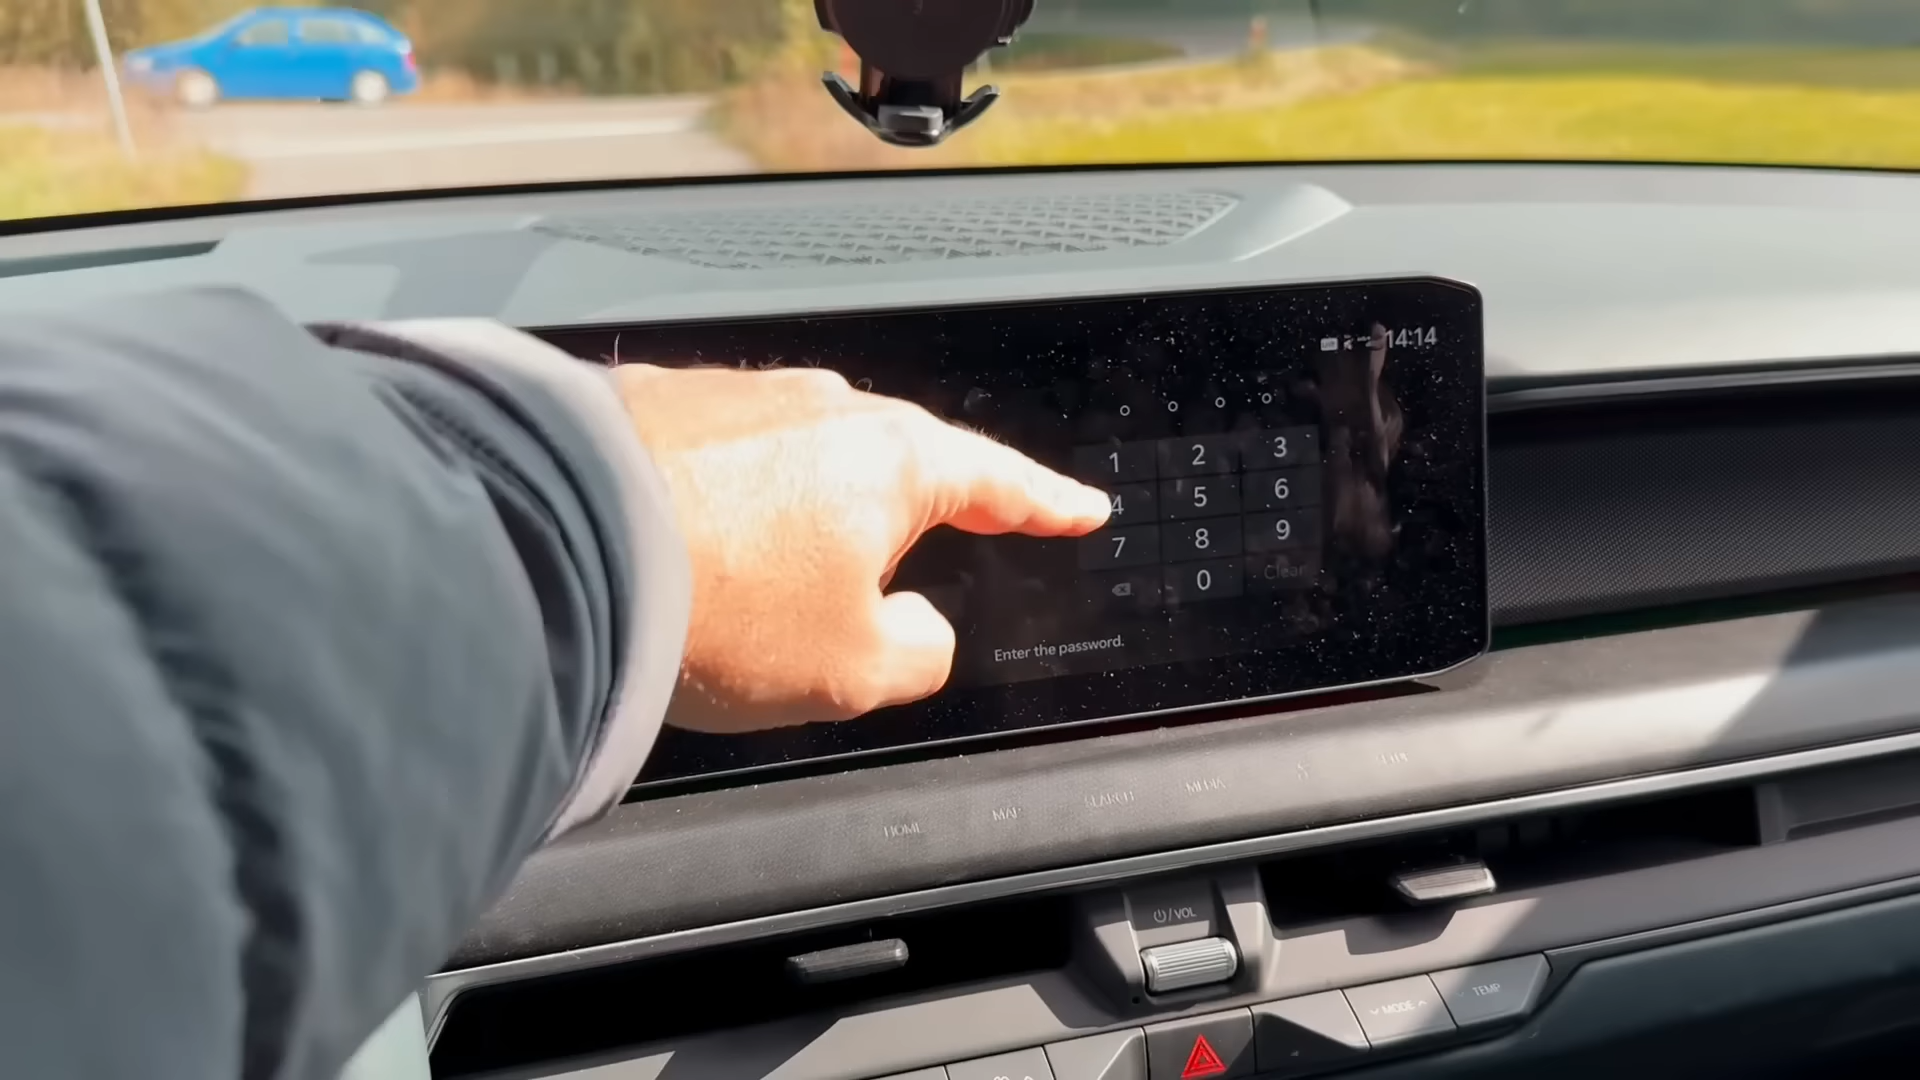 14:14
1 2 3
4 5 6
7 8 9
0 Clear
Enter the password.
HOME MAP SEARCH MEDIA
/ VOL
MODE
TEMP